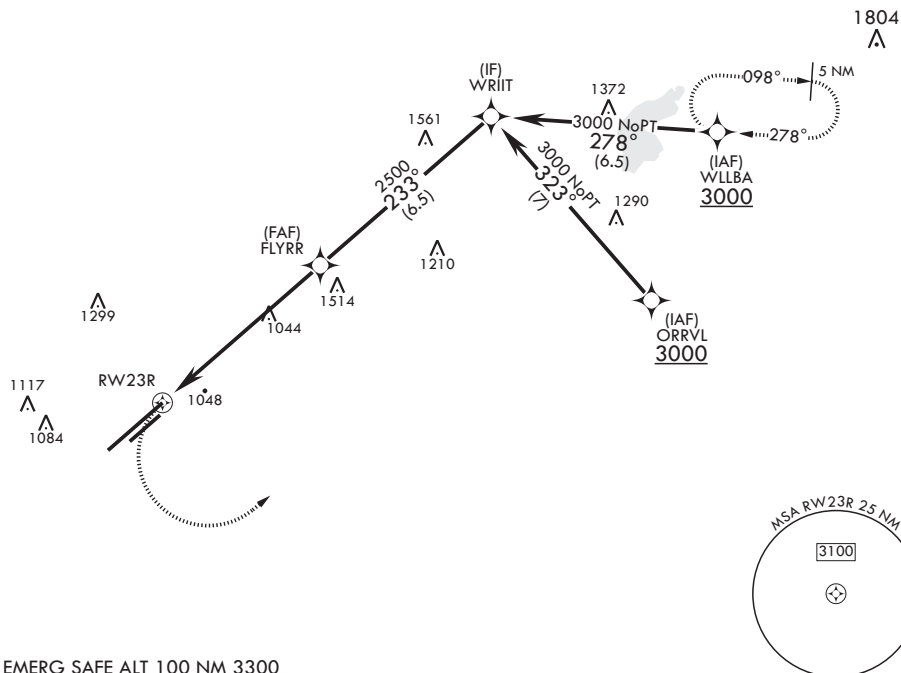 1804
(IF)
WRIIT
098°
5 NM
1372
1561
3000 NoPT
278°
(6.5)
278°
(IAF)
WLLBA
3000
2500
233°
(6.5)
3000 NoPT
323°
(7)
1290
(FAF)
FLYRR
1210
1514
1299
1044
(IAF)
ORRVL
3000
RW23R
1117
1048
1084
MSA RW23R 25 NM
3100
EMERG SAFE ALT 100 NM 3300